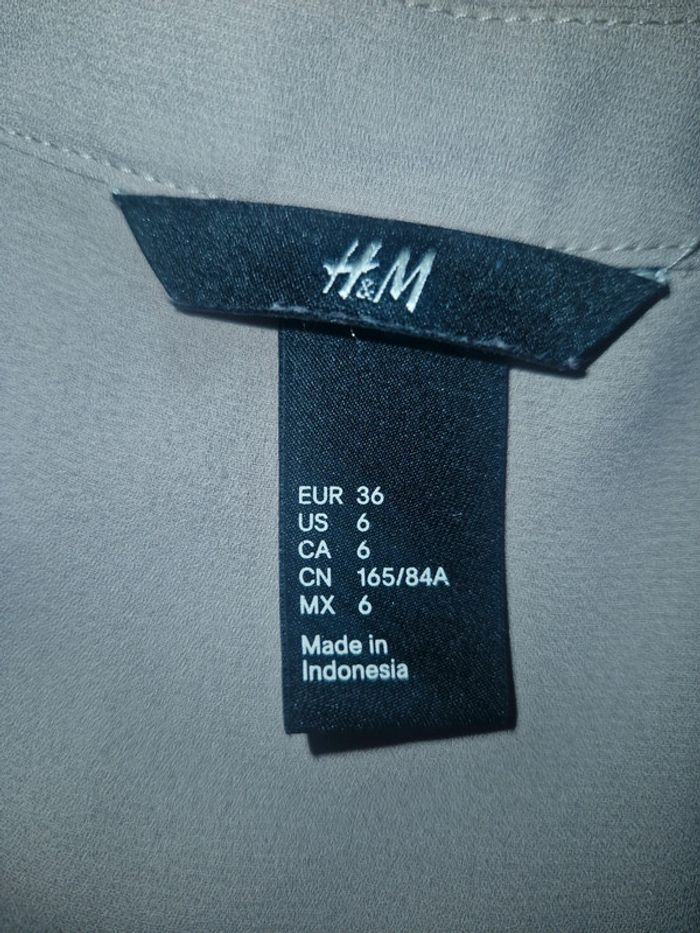 H&M
EUR 36
US 6
CA 6
CN 165/84A
MX 6
Made in
Indonesia